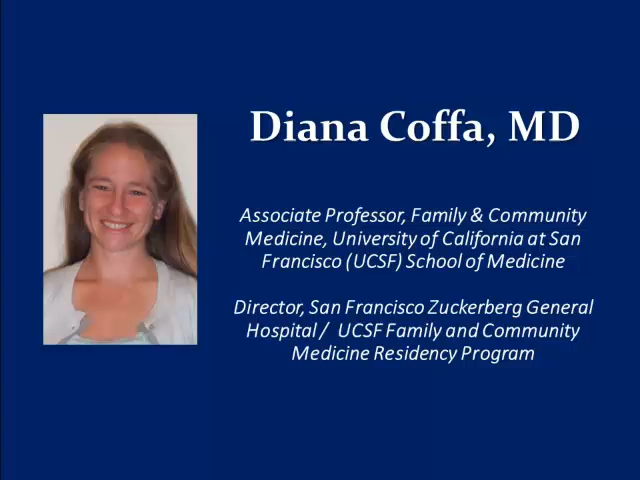 Diana Coffa, MD
Associate Professor, Family & Community
Medicine, University of California at San
Francisco (UCSF) School of Medicine
Director, San Francisco Zuckerberg General
Hospital / UCSF Family and Community
Medicine Residency Program